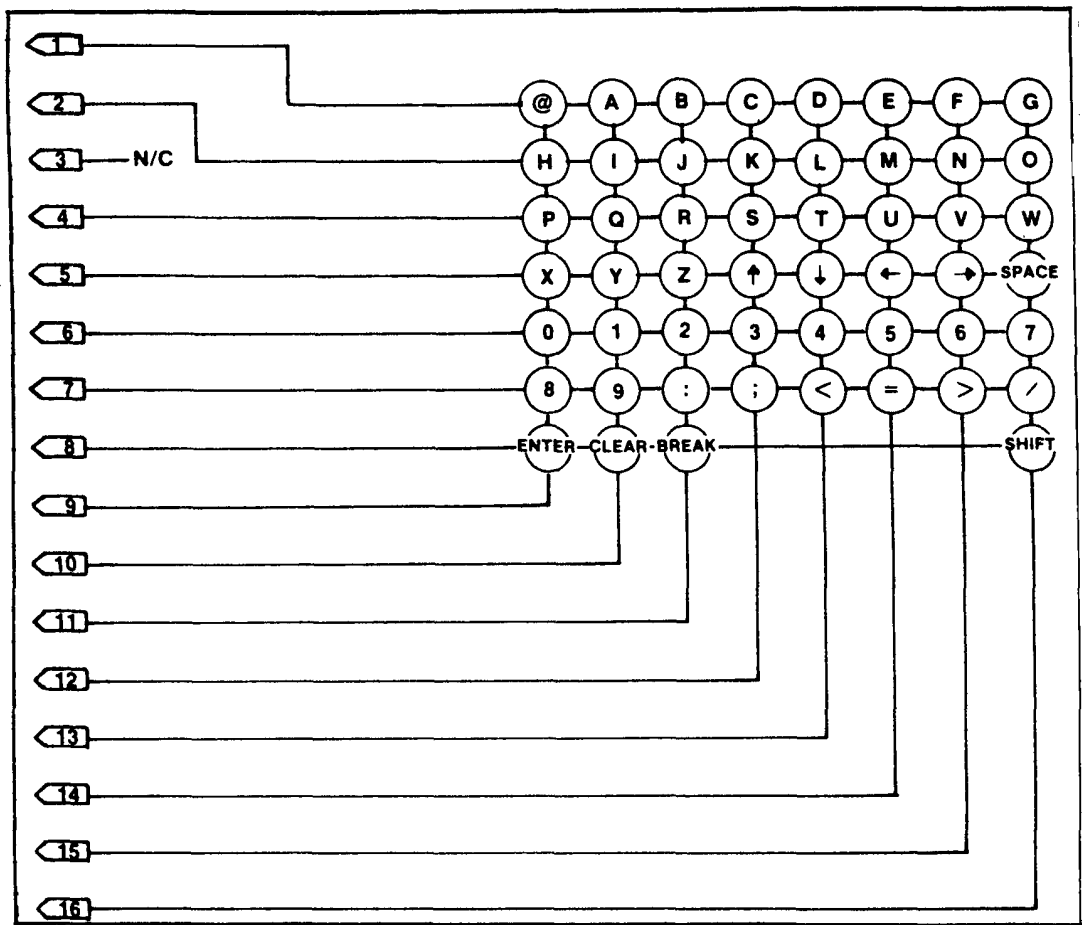 1
2 @ A B C D E F G
3 N/C H I J K L M N O
4 P Q R S T U V W
5 X Y Z ↑ ↓ ← → SPACE
6 0 1 2 3 4 5 6 7
7 8 9 : ; < = > /
8 ENTER CLEAR BREAK SHIFT
9
10
11
12
13
14
15
16